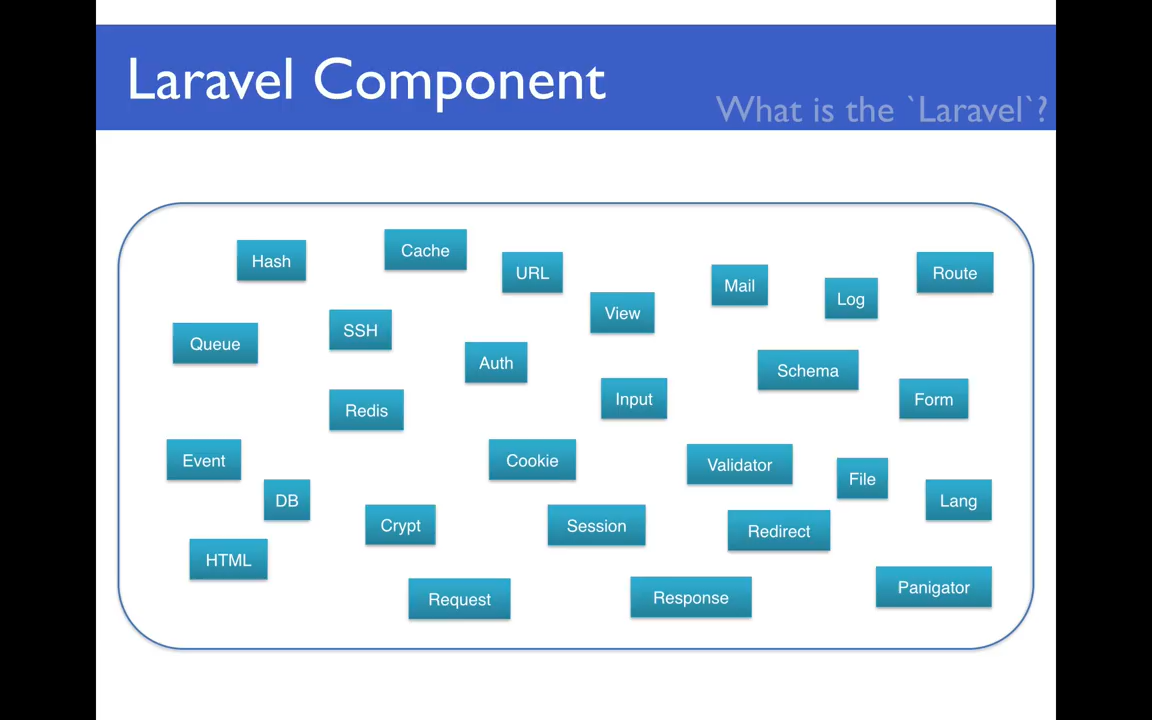 Laravel Component
What is the `Laravel`?
Hash
Cache
URL
View
Mail
Log
Route
Queue
SSH
Auth
Schema
Redis
Input
Form
Event
DB
Cookie
Validator
File
Lang
Crypt
Session
Redirect
HTML
Request
Response
Panigator